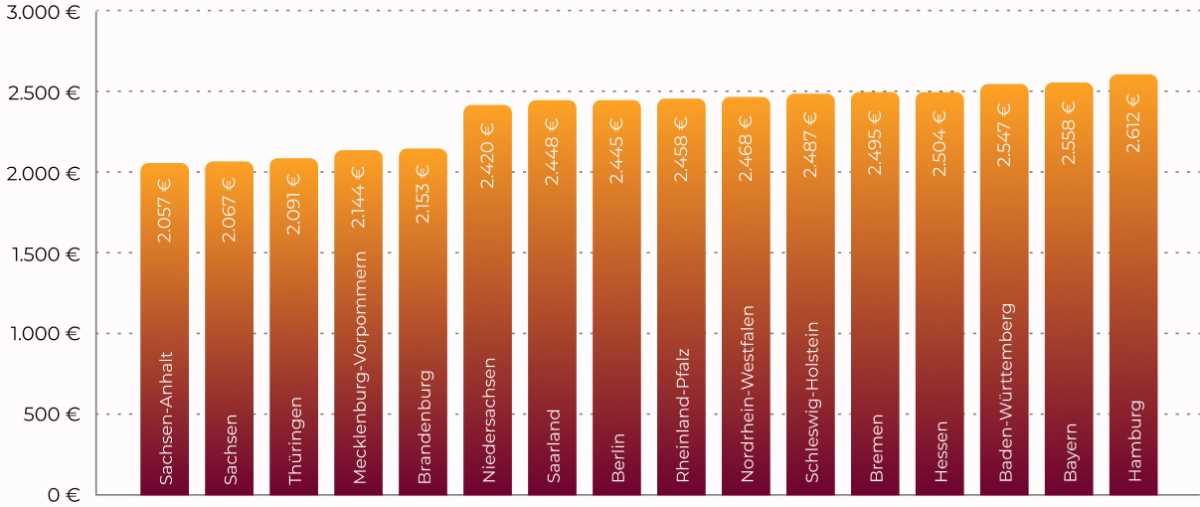 3.000 €
2.500 €
2.000 €
1.500 €
1.000 €
500 €
0 €
2.057 €
Sachsen-Anhalt
2.067 €
Sachsen
2.091 €
Thüringen
2.144 €
Mecklenburg-Vorpommern
2.153 €
Brandenburg
2.420 €
Niedersachsen
2.448 €
Saarland
2.445 €
Berlin
2.458 €
Rheinland-Pfalz
2.468 €
Nordrhein-Westfalen
2.487 €
Schleswig-Holstein
2.495 €
Bremen
2.504 €
Hessen
2.547 €
Baden-Württemberg
2.558 €
Bayern
2.612 €
Hamburg